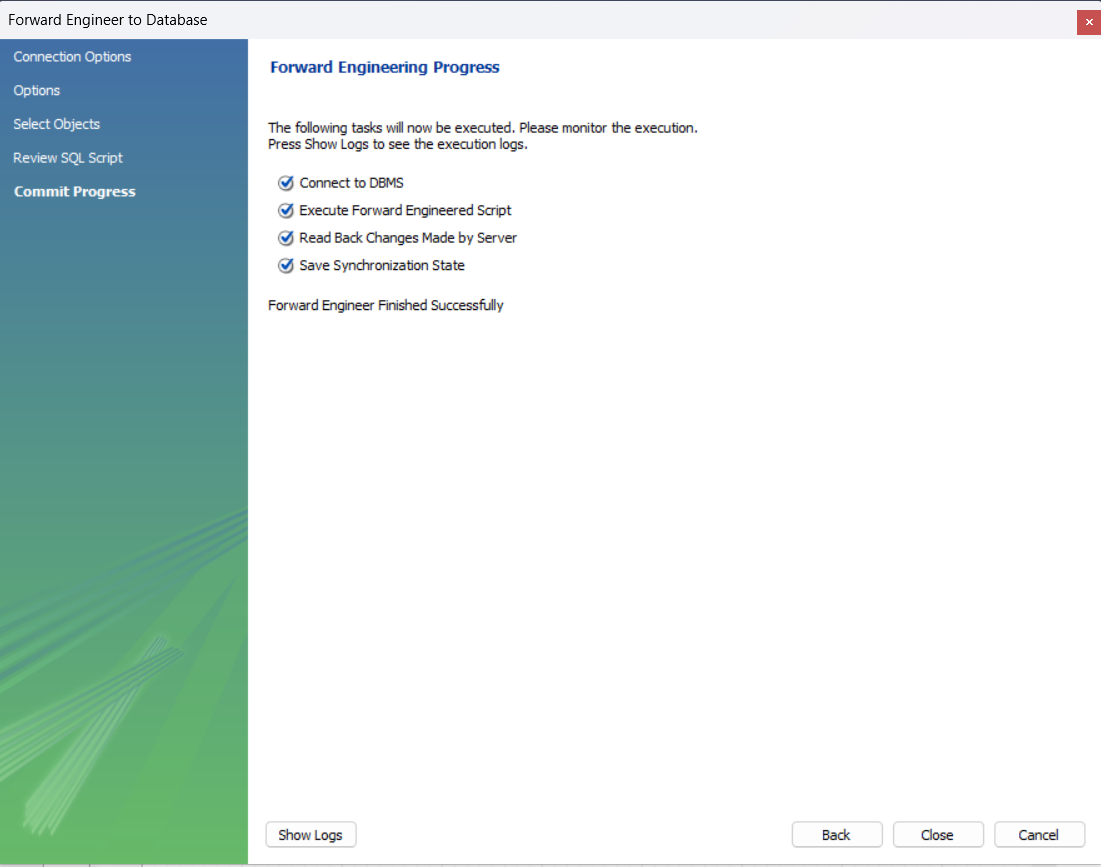 Forward Engineer to Database
Connection Options
Options
Select Objects
Review SQL Script
Commit Progress
Forward Engineering Progress
The following tasks will now be executed. Please monitor the execution.
Press Show Logs to see the execution logs.
Connect to DBMS
Execute Forward Engineered Script
Read Back Changes Made by Server
Save Synchronization State
Forward Engineer Finished Successfully
Show Logs
Back
Close
Cancel